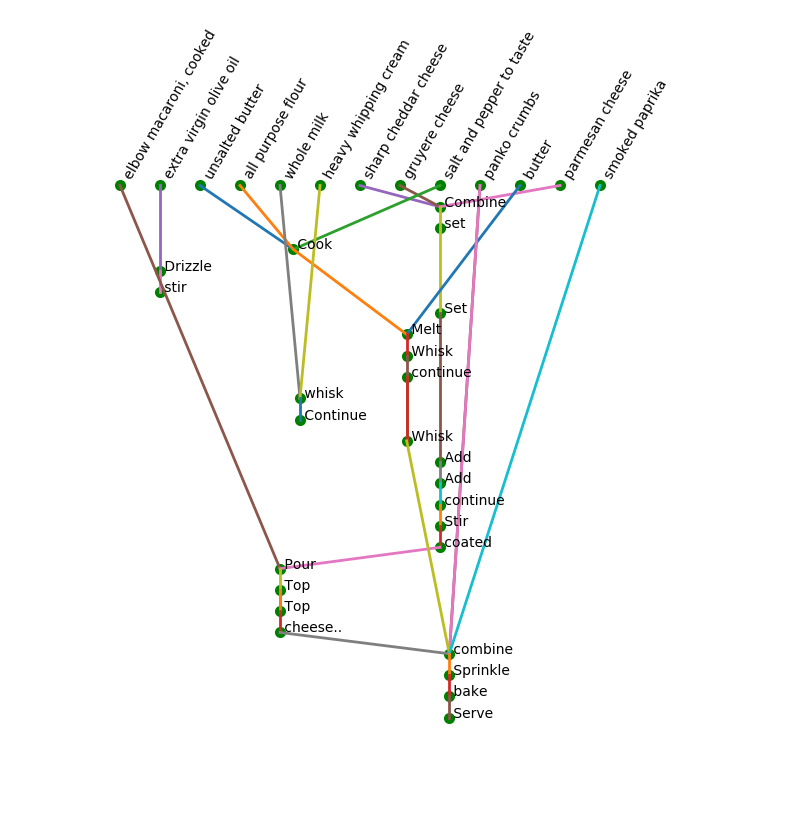 elbow macaroni, cooked
extra virgin olive oil
unsalted butter
all purpose flour
whole milk
heavy whipping cream
sharp cheddar cheese
gruyere cheese
salt and pepper to taste
panko crumbs
butter
parmesan cheese
smoked paprika
Combine
set
Cook
Drizzle
stir
Set
Melt
Whisk
continue
whisk
Continue
Whisk
Add
Add
continue
Stir
coated
Pour
Top
Top
cheese..
combine
Sprinkle
bake
Serve